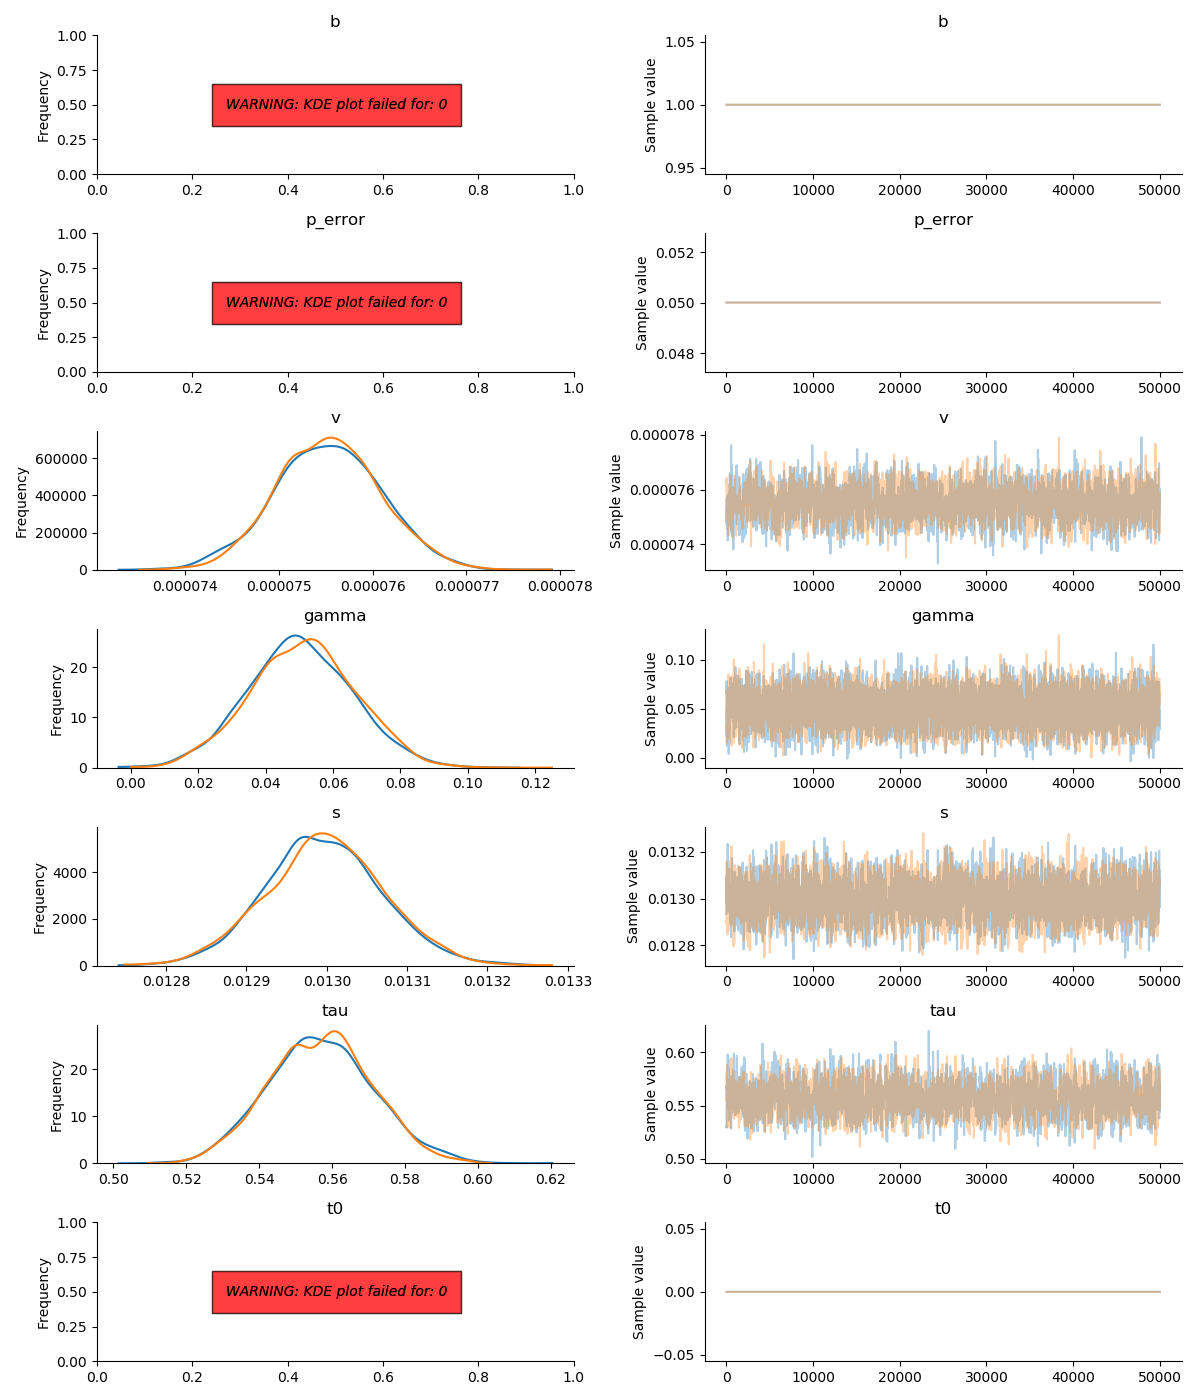 b
b
1.00
0.75
0.50
0.25
0.00
Frequency
WARNING: KDE plot failed for: 0
0.0 0.2 0.4 0.6 0.8 1.0
1.05
1.00
0.95
Sample value
0 10000 20000 30000 40000 50000
p_error
p_error
1.00
0.75
0.50
0.25
0.00
Frequency
WARNING: KDE plot failed for: 0
0.0 0.2 0.4 0.6 0.8 1.0
0.052
0.050
0.048
Sample value
0 10000 20000 30000 40000 50000
v
v
600000
400000
200000
0
Frequency
0.000074 0.000075 0.000076 0.000077 0.000078
0.000078
0.000076
0.000074
Sample value
0 10000 20000 30000 40000 50000
gamma
gamma
20
10
0
Frequency
0.00 0.02 0.04 0.06 0.08 0.10 0.12
0.10
0.05
0.00
Sample value
0 10000 20000 30000 40000 50000
s
s
4000
2000
0
Frequency
0.0128 0.0129 0.0130 0.0131 0.0132 0.0133
0.0132
0.0130
0.0128
Sample value
0 10000 20000 30000 40000 50000
tau
tau
20
10
0
Frequency
0.50 0.52 0.54 0.56 0.58 0.60 0.62
0.60
0.55
0.50
Sample value
0 10000 20000 30000 40000 50000
t0
t0
1.00
0.75
0.50
0.25
0.00
Frequency
WARNING: KDE plot failed for: 0
0.0 0.2 0.4 0.6 0.8 1.0
0.05
0.00
−0.05
Sample value
0 10000 20000 30000 40000 50000